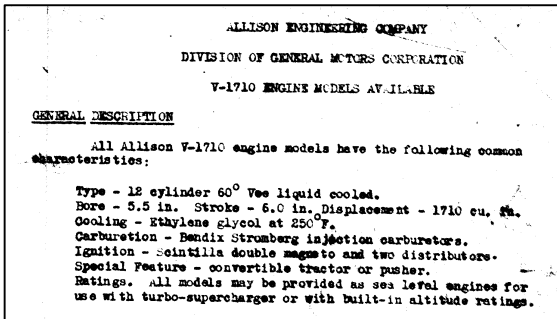 ALLISON ENGINEERING COMPANY
DIVISION OF GENERAL MOTORS CORPORATION
V-1710 ENGINE MODELS AVAILABLE
GENERAL DESCRIPTION
All Allison V-1710 engine models have the following common
characteristics:
Type - 12 cylinder 60° Vee liquid cooled.
Bore - 5.5 in. Stroke - 6.0 in. Displacement - 1710 cu. in.
Cooling - Ethylene glycol at 250°F.
Carburetion - Bendix Stromberg injection carburetors.
Ignition - Scintilla double magneto and two distributors.
Special Feature - convertible tractor or pusher.
Ratings. All models may be provided as sea level engines for
use with turbo-supercharger or with built-in altitude ratings.